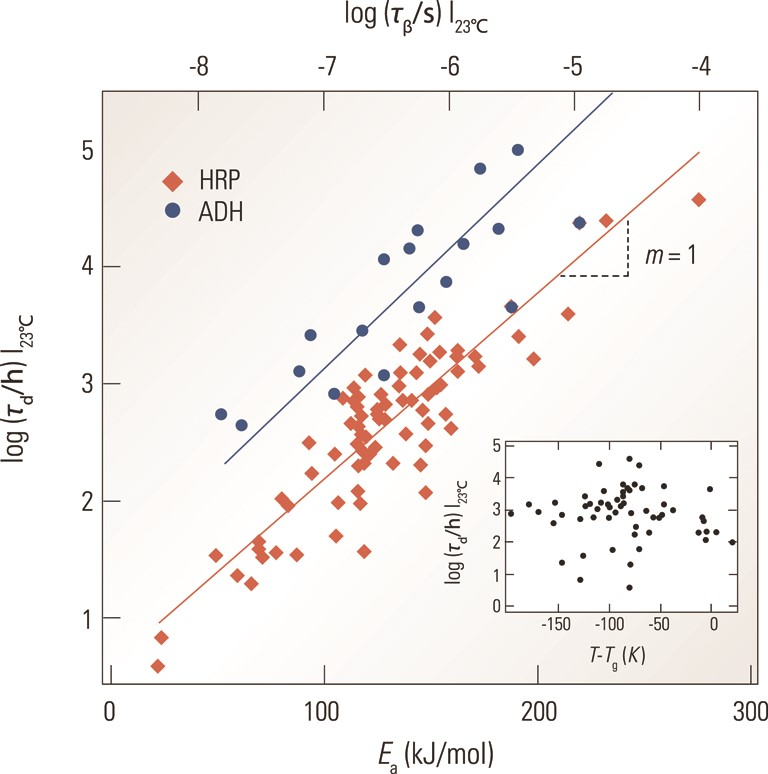 log (τβ/s) |23°C
-8 -7 -6 -5 -4
HRP
ADH
5
4
3
2
1
log (τd/h) |23°C
m = 1
5
4
3
2
1
0
log (τd/h) |23°C
-150 -100 -50 0
T-Tg (K)
0 100 200 300
Ea (kJ/mol)